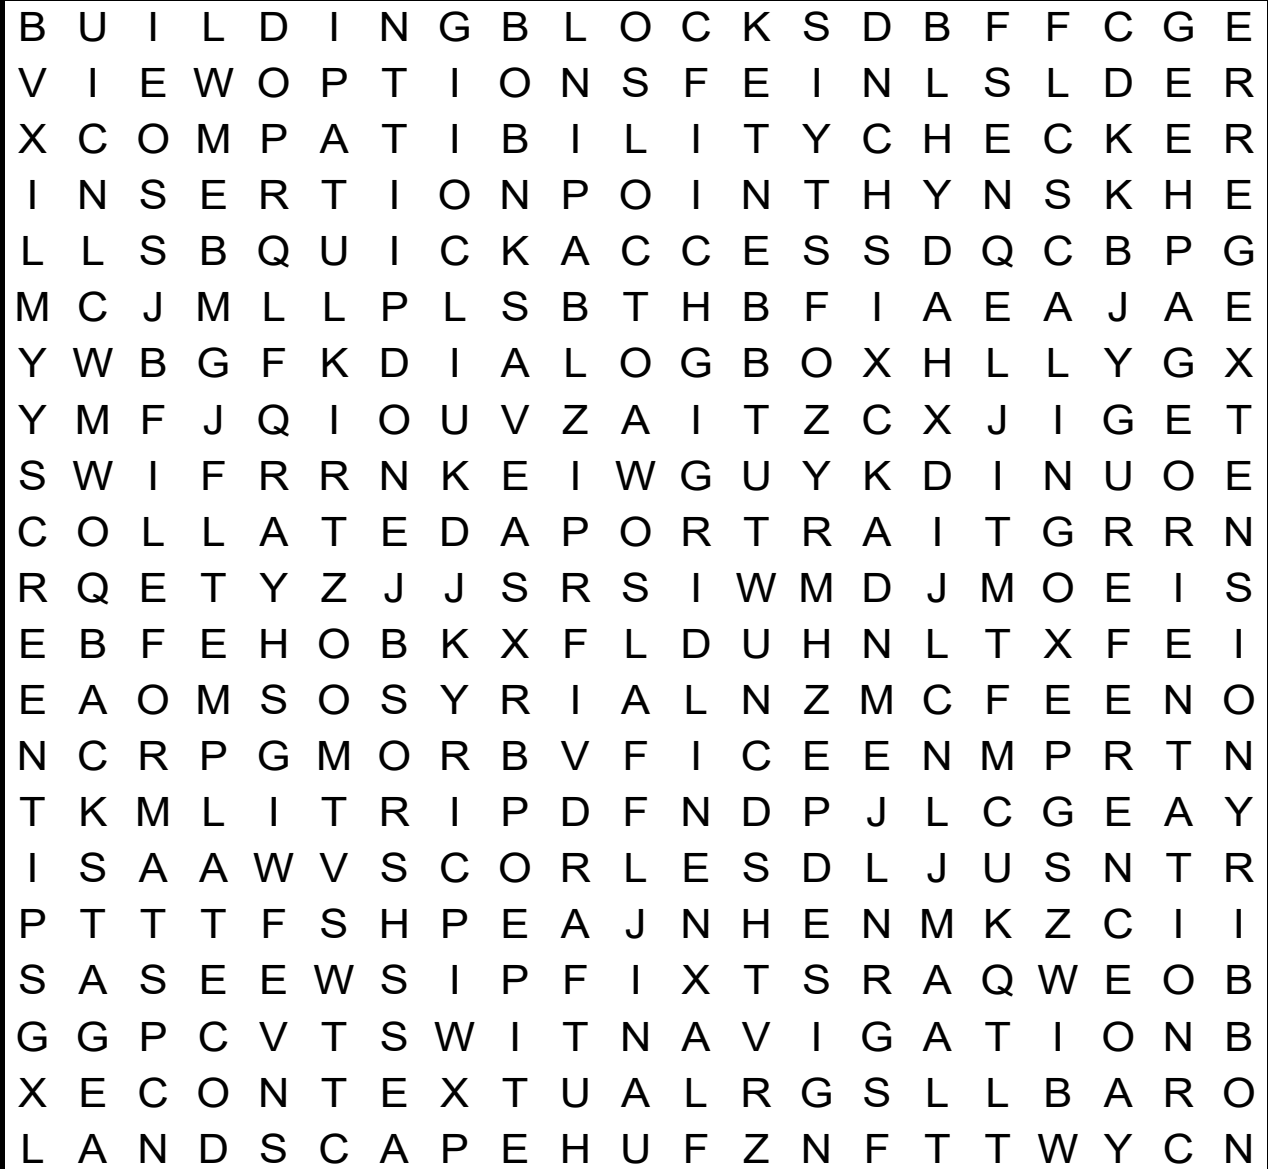 B U I L D I N G B L O C K S D B F F C G E
V I E W O P T I O N S F E I N L S L D E R
X C O M P A T I B I L I T Y C H E C K E R
I N S E R T I O N P O I N T H Y N S K H E
L L S B Q U I C K A C C E S S D Q C B P G
M C J M L L P L S B T H B F I A E A J A E
Y W B G F K D I A L O G B O X H L L Y G X
Y M F J Q I O U V Z A I T Z C X J I G E T
S W I F R R N K E I W G U Y K D I N U O E
C O L L A T E D A P O R T R A I T G R R N
R Q E T Y Z J J S R S I W M D J M O E I S
E B F E H O B K X F L D U H N L T X F E I
E A O M S O S Y R I A L N Z M C F E E N O
N C R P G M O R B V F I C E E N M P R T N
T K M L I T R I P D F N D P J L C G E A Y
I S A A W V S C O R L E S D L J U S N T R
P T T T F S H P E A J N H E N M K Z C I I
S A S E E W S I P F I X T S R A Q W E O B
G G P C V T S W I T N A V I G A T I O N B
X E C O N T E X T U A L R G S L L B A R O
L A N D S C A P E H U F Z N F T T W Y C N